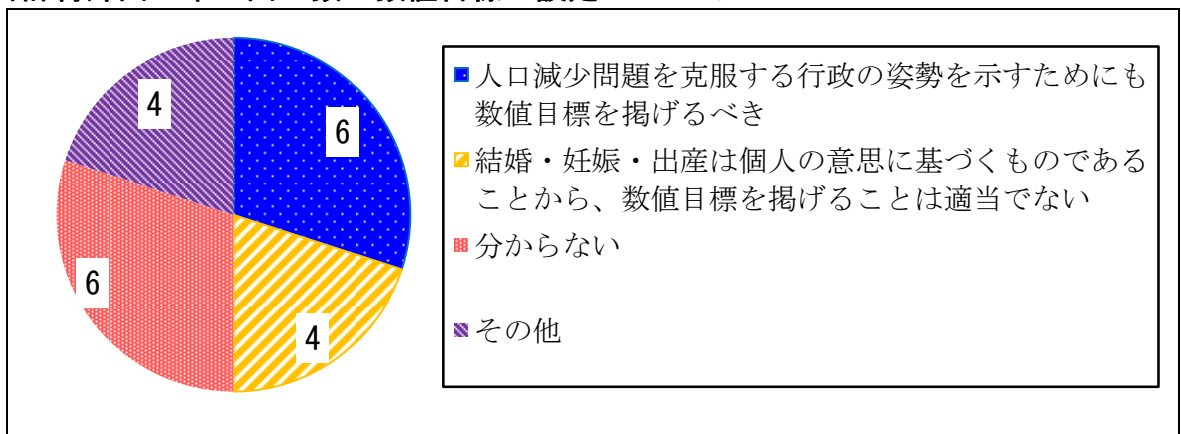 人口減少問題を克服する行政の姿勢を示すためにも
数値目標を掲げるべき
結婚・妊娠・出産は個人の意思に基づくものである
ことから、数値目標を掲げることは適当でない
分からない
その他
4
6
6
4